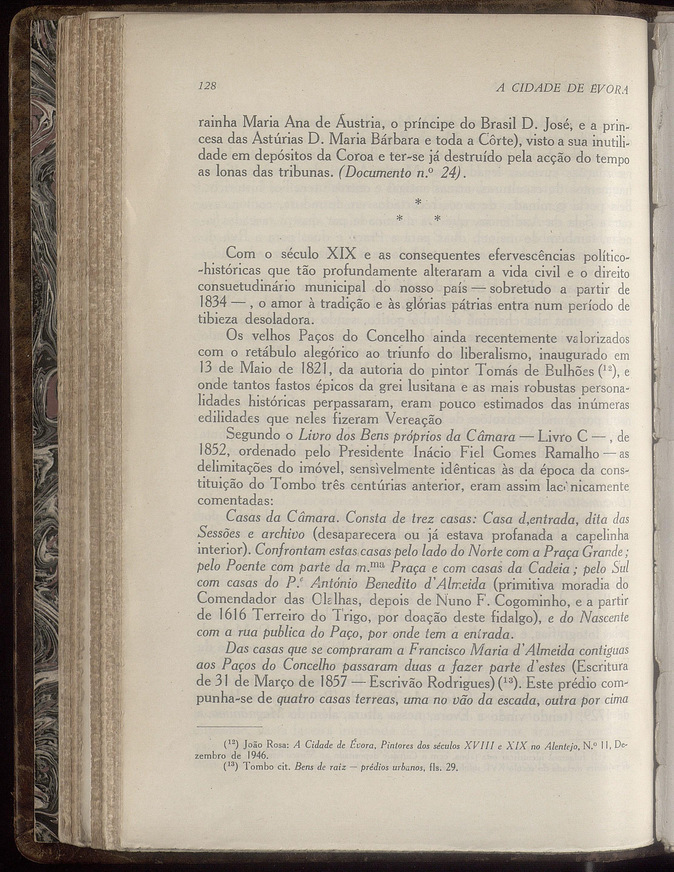 128
A CIDADE DE ÉVORA
rainha Maria Ana de Áustria, o príncipe do Brasil D. José, e a prin-
cesa das Astúrias D. Maria Bárbara e toda a Côrte), visto a sua inutili-
dade em depósitos da Coroa e ter-se já destruído pela acção do tempo
as lonas das tribunas. (Documento n.º 24).
*
* *
Com o século XIX e as consequentes efervescências político-
-históricas que tão profundamente alteraram a vida civil e o direito
consuetudinário municipal do nosso país — sobretudo a partir de
1834 — , o amor à tradição e às glórias pátrias entra num período de
tibieza desoladora.
Os velhos Paços do Concelho ainda recentemente valorizados
com o retábulo alegórico ao triunfo do liberalismo, inaugurado em
13 de Maio de 1821, da autoria do pintor Tomás de Bulhões (¹²), e
onde tantos fastos épicos da grei lusitana e as mais robustas persona-
lidades históricas perpassaram, eram pouco estimados das inúmeras
edilidades que neles fizeram Vereação
Segundo o Livro dos Bens próprios da Câmara — Livro C — , de
1852, ordenado pelo Presidente Inácio Fiel Gomes Ramalho — as
delimitações do imóvel, sensivelmente idênticas às da época da cons-
tituição do Tombo três centúrias anterior, eram assim lacònicamente
comentadas:
Casas da Câmara. Consta de trez casas: Casa d,entrada, dita das
Sessões e archivo (desaparecera ou já estava profanada a capelinha
interior). Confrontam estas casas pelo lado do Norte com a Praça Grande;
pelo Poente com parte da m.ma Praça e com casas da Cadeia; pelo Sul
com casas do P.e António Benedito d'Almeida (primitiva moradia do
Comendador das Olalhas, depois de Nuno F. Cogominho, e a partir
de 1616 Terreiro do Trigo, por doação deste fidalgo), e do Nascente
com a rua publica do Paço, por onde tem a entrada.
Das casas que se compraram a Francisco Maria d'Almeida contiguas
aos Paços do Concelho passaram duas a fazer parte d'estes (Escritura
de 31 de Março de 1857 — Escrivão Rodrigues) (¹³). Este prédio com-
punha-se de quatro casas terreas, uma no vão da escada, outra por cima
(¹²) João Rosa: A Cidade de Évora, Pintores dos séculos XVIII e XIX no Alentejo, N.º 11, De-
zembro de 1946.
(¹³) Tombo cit. Bens de raiz — prédios urbanos, fls. 29.